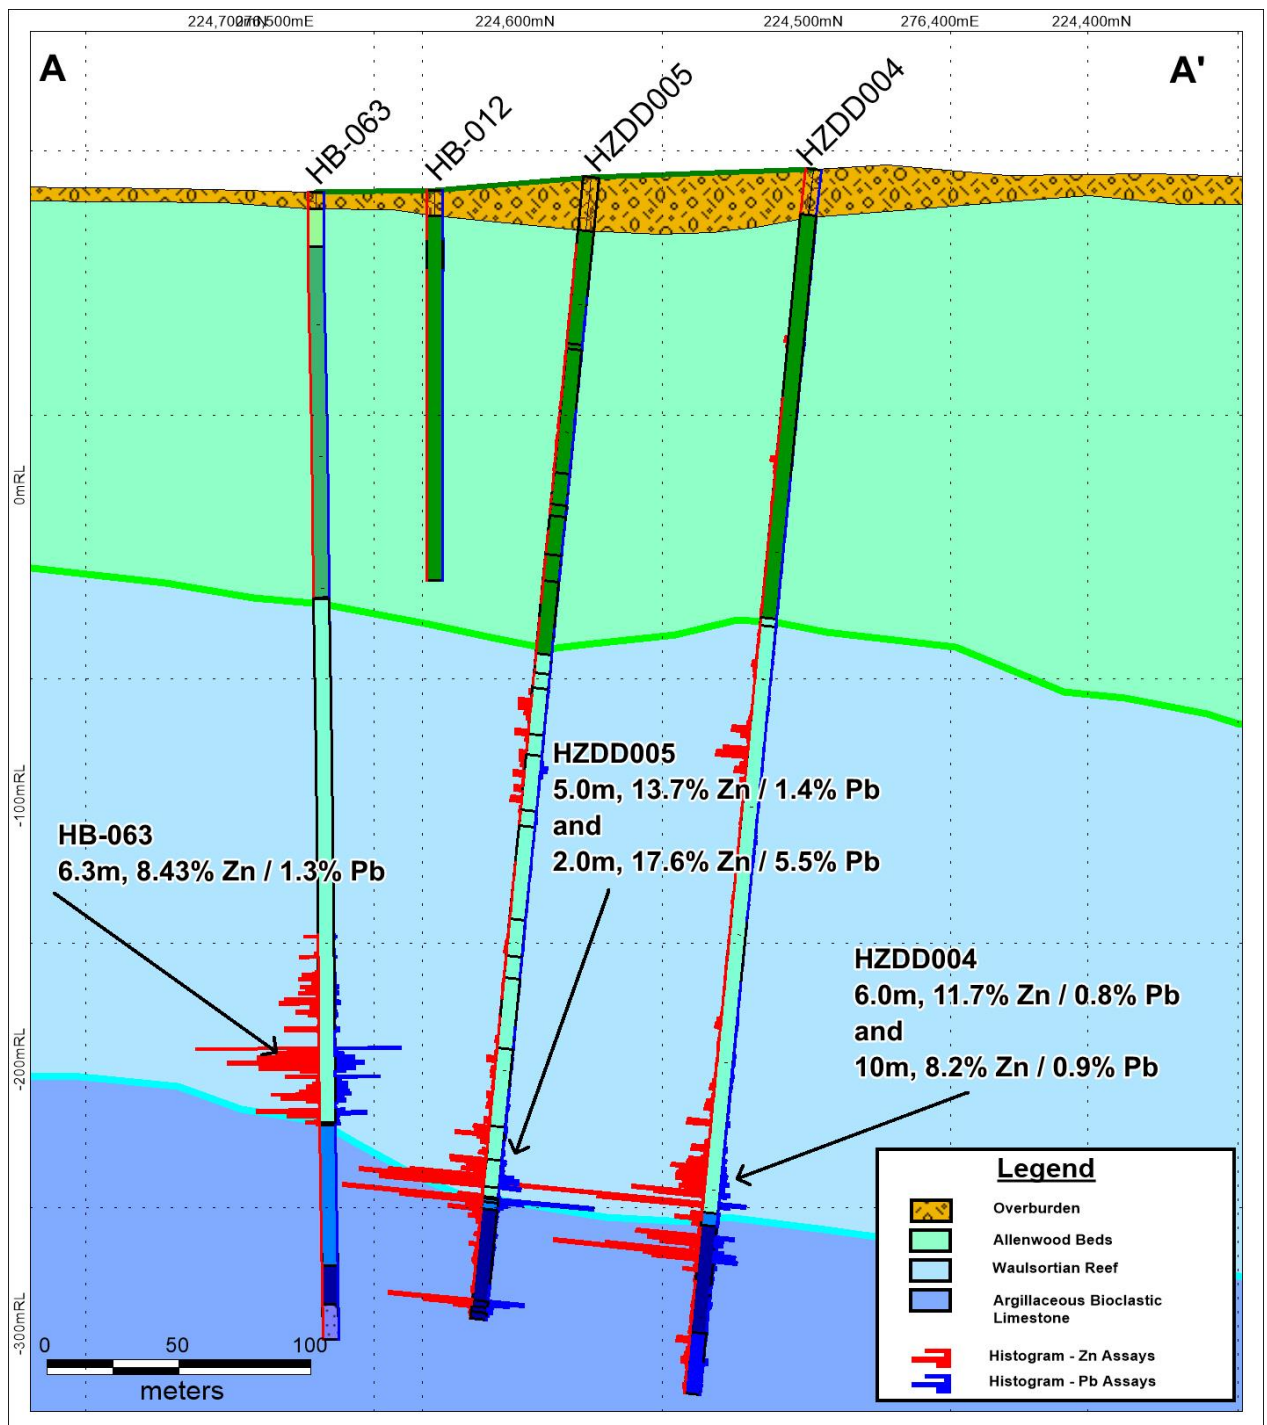 224,700mN
276,500mE
224,600mN
224,500mN
276,400mE
224,400mN
A
A'
HB-063
HB-012
HZDD005
HZDD004
0mRL
-100mRL
-200mRL
-300mRL
HZDD005
5.0m, 13.7% Zn / 1.4% Pb
and
2.0m, 17.6% Zn / 5.5% Pb
HB-063
6.3m, 8.43% Zn / 1.3% Pb
HZDD004
6.0m, 11.7% Zn / 0.8% Pb
and
10m, 8.2% Zn / 0.9% Pb
Legend
Overburden
Allenwood Beds
Waulsortian Reef
Argillaceous Bioclastic
Limestone
Histogram - Zn Assays
Histogram - Pb Assays
0 50 100
meters